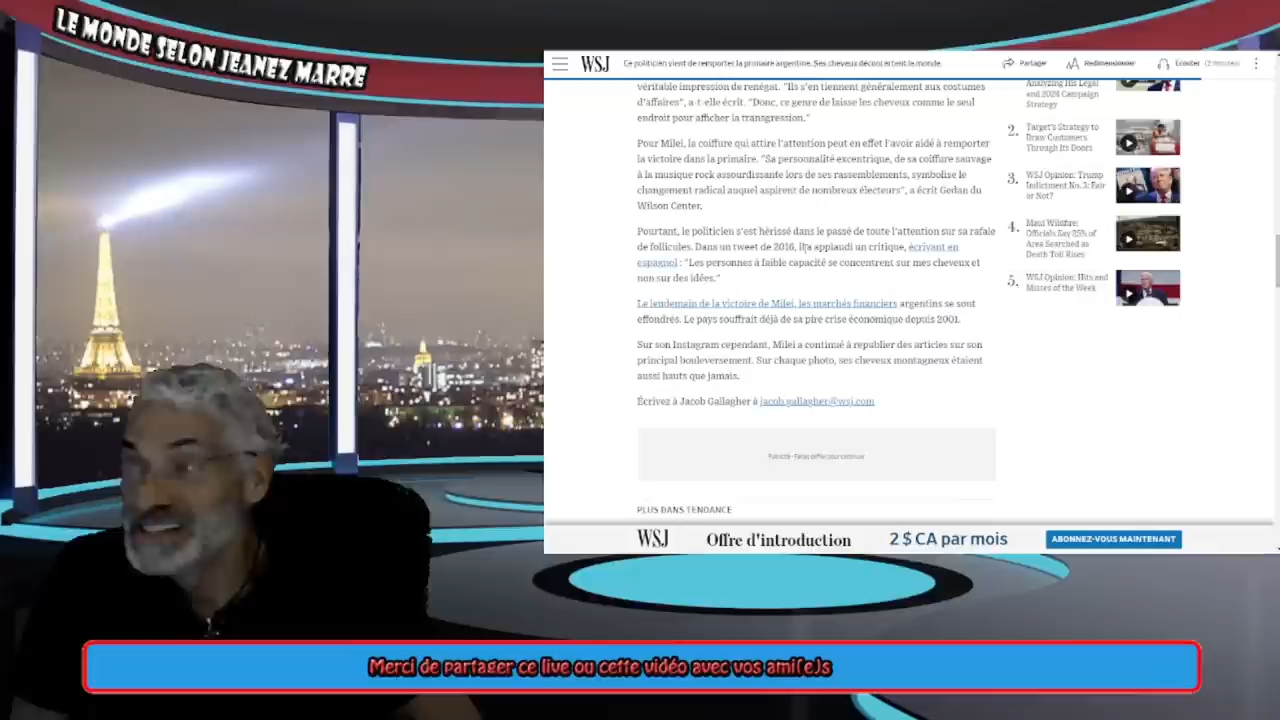 LE MONDE SELON JEANEZ MARRE
WSJ
Ce politicien vient de remporter la primaire argentine. Ses cheveux déconcertent le monde.
Partager
Redimensionner
Écouter
véritable impression de renégat. "Ils s'en tiennent généralement aux costumes
d'affaires", a-t-elle écrit. "Donc, ce genre de laisse les cheveux comme le seul
endroit pour afficher la transgression."
Pour Milei, la coiffure qui attire l'attention peut en effet l'avoir aidé à remporter
la victoire dans la primaire. "Sa personnalité excentrique, de sa coiffure sauvage
à la musique rock assourdissante lors de ses rassemblements, symbolise le
changement radical auquel aspirent de nombreux électeurs", a écrit Gedan du
Wilson Center.
Pourtant, le politicien s'est hérissé dans le passé de toute l'attention sur sa rafale
de follicules. Dans un tweet de 2016, il a applaudi un critique, écrivant en
espagnol : "Les personnes à faible capacité se concentrent sur mes cheveux et
non sur des idées."
Le lendemain de la victoire de Milei, les marchés financiers argentins se sont
effondrés. Le pays souffrait déjà de sa pire crise économique depuis 2001.
Sur son Instagram cependant, Milei a continué à republier des articles sur son
principal bouleversement. Sur chaque photo, ses cheveux montagneux étaient
aussi hauts que jamais.
Écrivez à Jacob Gallagher à jacob.gallagher@wsj.com
Publicité - Faites défiler pour continuer
PLUS DANS TENDANCE
Analyzing His Legal
and 2024 Campaign
Strategy
2. Target's Strategy to
Draw Customers
Through Its Doors
3. WSJ Opinion: Trump
Indictment No. 3: Fair
or Not?
4. Maui Wildfire:
Officials Say 85% of
Area Searched as
Death Toll Rises
5. WSJ Opinion: Hits and
Misses of the Week
WSJ Offre d'introduction 2 $ CA par mois ABONNEZ-VOUS MAINTENANT
Merci de partager ce live ou cette vidéo avec vos ami(e)s